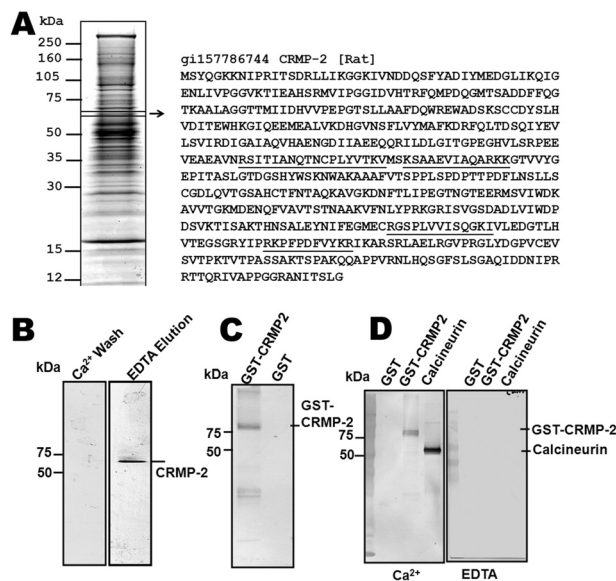 A
kDa
250
160
105
75
50
35
30
15
12
gi157786744 CRMP-2 [Rat]
MSYQGKKNIPRITSDRLLIKGGKIVNDDQSFYADIYMEDGLIKQIG
ENLIVPGGVKTIEAHSRMVIPGGIDVHTRFQMPDQGMTSADDFFQG
TKAALAGGTTMIIDHVVPEPGTSLLAAFDQWREWADSKSCCDYSLH
VDITEWHKGIQEEMEALVKDHGVNSFLVYMAFKDRFQLTDSQIYEV
LSVIRDIGAIAQVHAENGDIIAEEQQRILDLGITGPEGHVLSRPEE
VEAEAVNRSITIANQTNCPLYVTKVMSKSAAEVIAQARKKGTVVYG
EPITASLGTDGSHYWSKNWAKAAAFVTSPPLSPDPTTPDFLNSLLS
CGDLQVTGSAHCTFNTAQKAVGKDNFTLIPEGTNGTEERMSVIWDK
AVVTGKMDENQFVAVTSTNAAKVFNLYPRKGRISVGSDADLVIWDP
DSVKTISAKTHNSALEYNIFEGMECRGSPLVVISQGKIVLEDGTLH
VTEGSGRYIPRKPFPDFVYKRIKARSRLAELRGVPRGLYDGPVCEV
SVTPKTVTPASSAKTSPAKQQAPPVRNLHQSGFSLSGAQIDDNIPR
RTTQRIVAPPGGRANITSLG
B
Ca2+ Wash
EDTA Elution
kDa
75
50
CRMP-2
C
GST-CRMP2
GST
kDa
75
50
GST-
CRMP-2
D
GST
GST-CRMP2
Calcineurin
GST
GST-CRMP2
Calcineurin
kDa
75
50
GST-CRMP-2
Calcineurin
Ca2+
EDTA